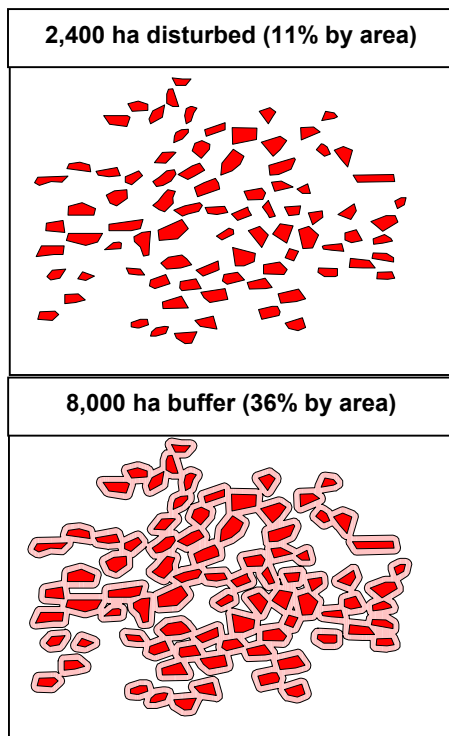 2,400 ha disturbed (11% by area)
8,000 ha buffer (36% by area)